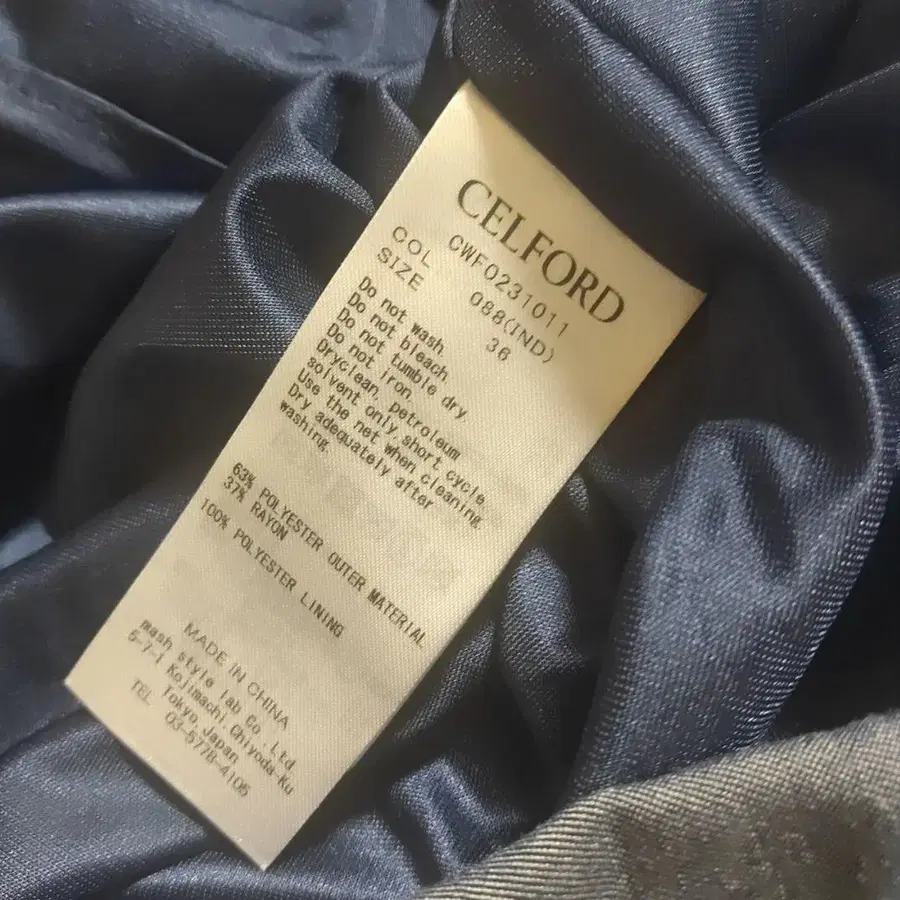 CELFORD
CWFO231011
COL 088(IND)
SIZE 36
Do not wash.
Do not bleach.
Do not tumble dry.
Do not iron.
Dryclean, petroleum
solvent only,short cycle
Use the net when cleaning
Dry adequately after
washing.
63% POLYESTER OUTER MATERIAL
37% RAYON
100% POLYESTER LINING
MADE IN CHINA
mash style lab Co.,Ltd.
5-7-1 Kojimachi,Chiyoda-Ku
Tokyo,Japan
TEL 03-5778-4105